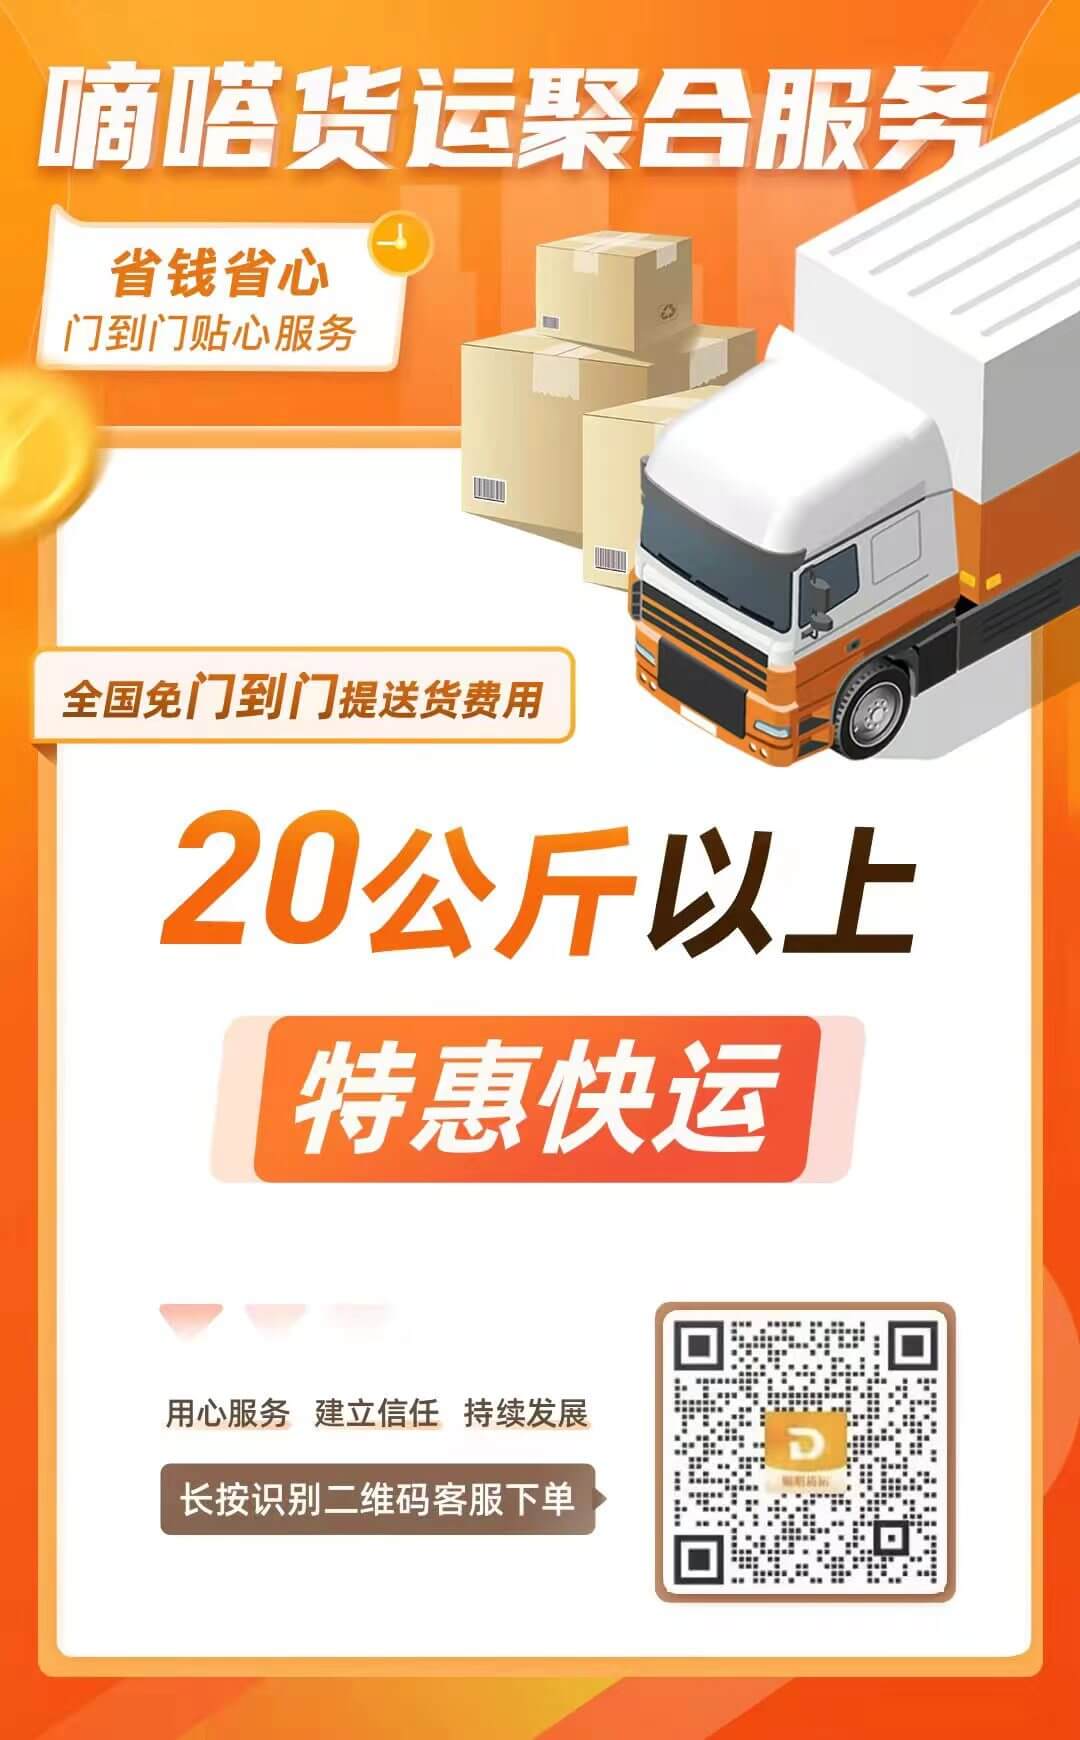 嘀嗒货运聚合服务
省钱省心
门到门贴心服务
全国免门到门提送货费用
20公斤以上
特惠快运
用心服务 建立信任 持续发展
长按识别二维码客服下单